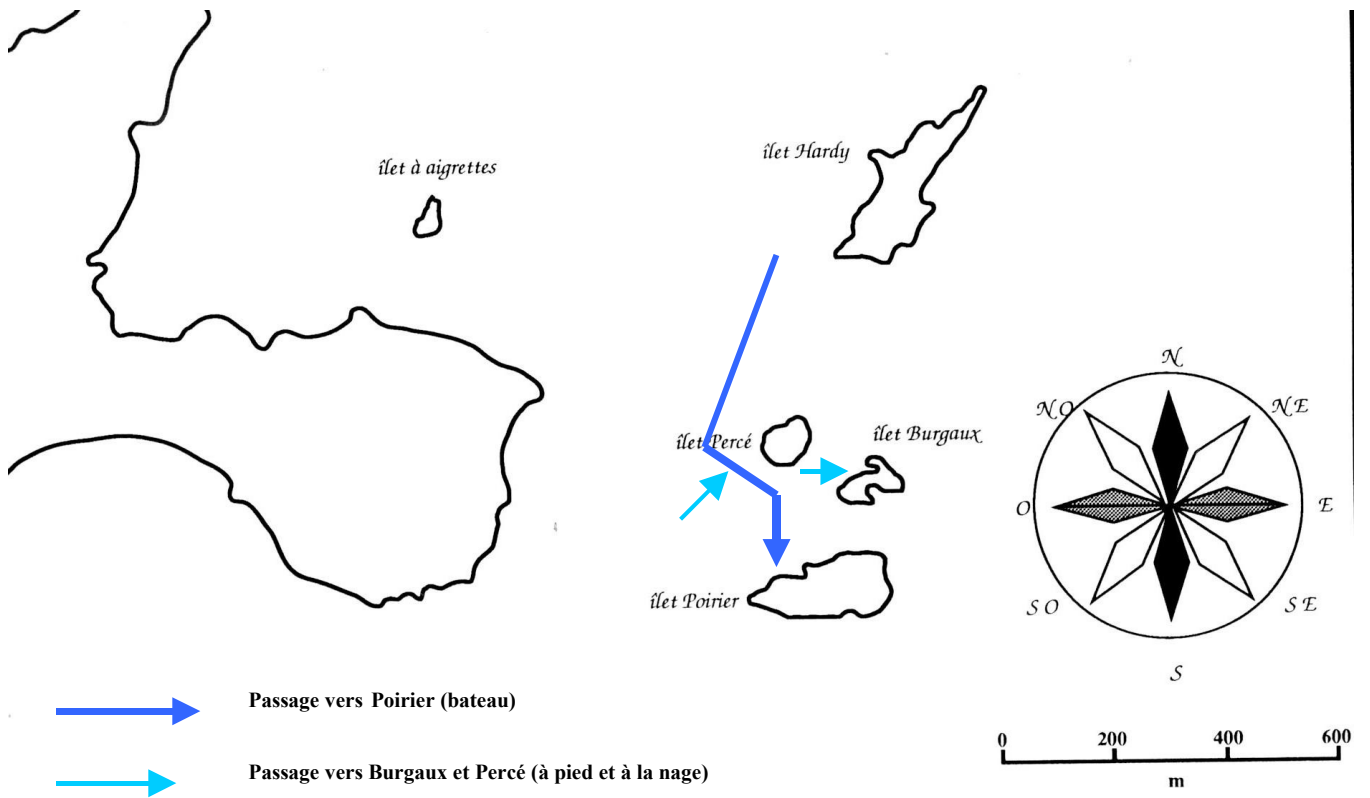 îlet Hardy
îlet à aigrettes
N
NO
NE
îlet Percé
îlet Burgaux
O
E
îlet Poirier
SO
SE
S
Passage vers Poirier (bateau)
0 200 400 600
m
Passage vers Burgaux et Percé (à pied et à la nage)